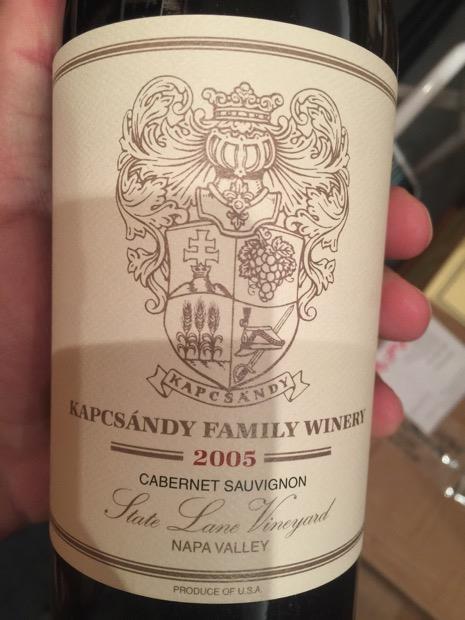 KAPCSÁNDY
KAPCSÁNDY FAMILY WINERY
2005
CABERNET SAUVIGNON
State Lane Vineyard
NAPA VALLEY
PRODUCE OF U.S.A.